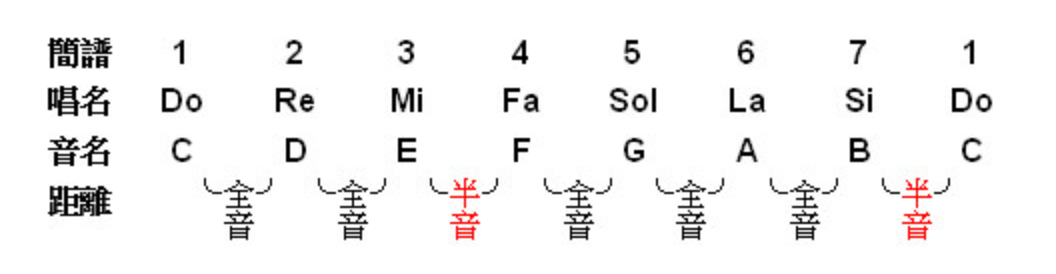 簡譜 1 2 3 4 5 6 7 1
唱名 Do Re Mi Fa Sol La Si Do
音名 C D E F G A B C
距離 全音 全音 半音 全音 全音 全音 半音